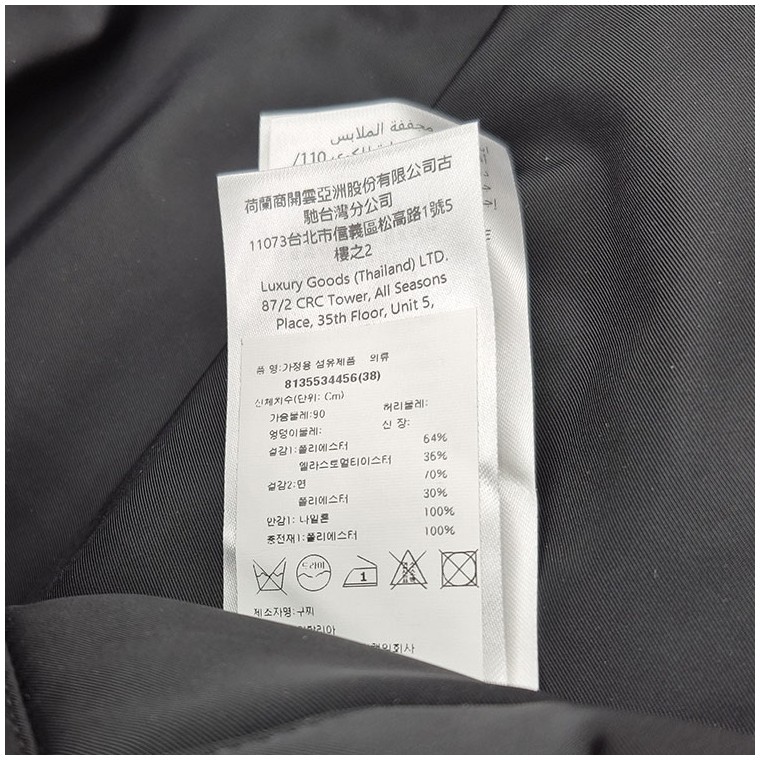 مجففة الملابس
/110
荷蘭商開雲亞洲股份有限公司古
馳台灣分公司
11073台北市信義區松高路1號5
樓之2
Luxury Goods (Thailand) LTD.
87/2 CRC Tower, All Seasons
Place, 35th Floor, Unit 5,
품 명:가정용 섬유제품 의류
8135534456(38)
신체치수(단위: Cm)
가슴둘레:90 허리둘레:
엉덩이둘레: 신 장:
겉감1:폴리에스터 64%
엘라스토멀티에스터 36%
겉감2:면 70%
폴리에스터 30%
안감1:나일론 100%
충전재1:폴리에스터 100%
드라이
1
제조자명:구찌